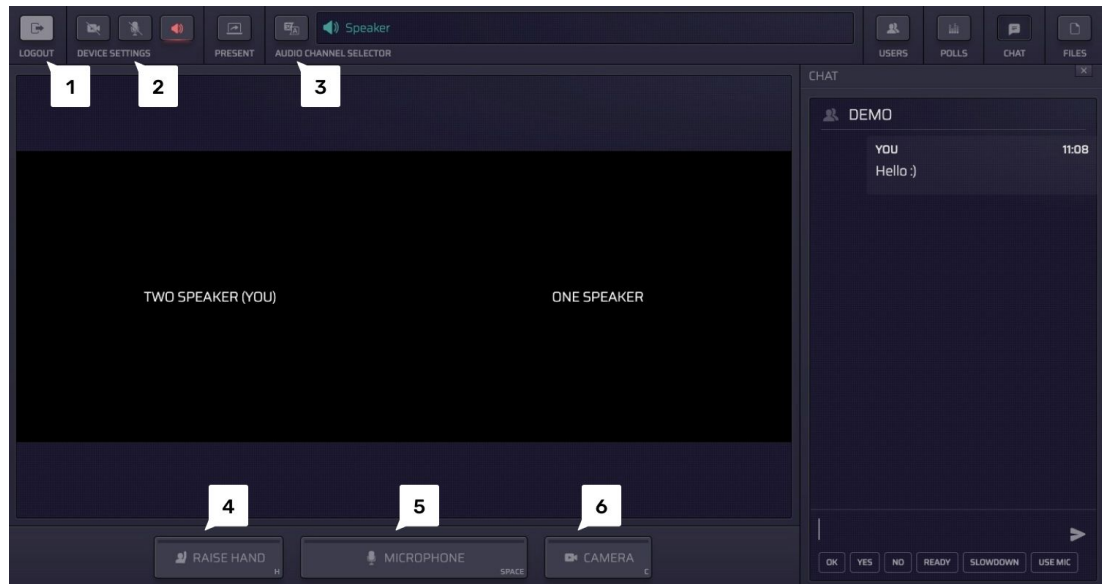 Speaker
LOGOUT
DEVICE SETTINGS
PRESENT
AUDIO CHANNEL SELECTOR
USERS
POLLS
CHAT
FILES
1
2
3
CHAT
DEMO
YOU 11:08
Hello :)
TWO SPEAKER (YOU)
ONE SPEAKER
4
5
6
RAISE HAND
H
MICROPHONE
SPACE
CAMERA
C
OK YES NO READY SLOWDOWN USE MIC